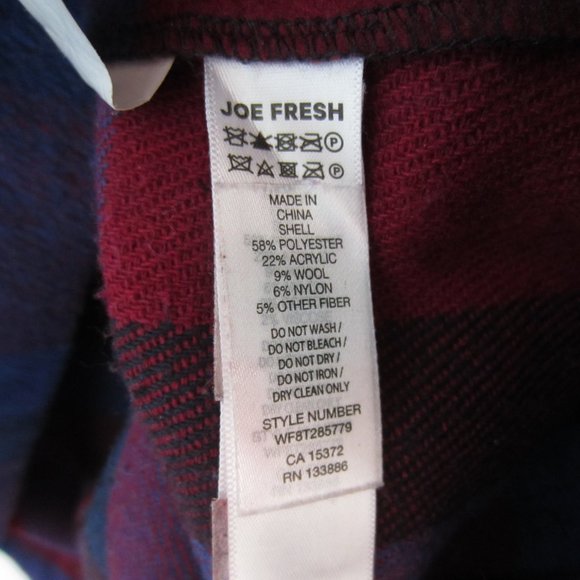 JOE FRESH
MADE IN
CHINA
SHELL
58% POLYESTER
22% ACRYLIC
9% WOOL
6% NYLON
5% OTHER FIBER
DO NOT WASH /
DO NOT BLEACH /
DO NOT DRY /
DO NOT IRON /
DRY CLEAN ONLY
STYLE NUMBER
WF8T285779
CA 15372
RN 133886